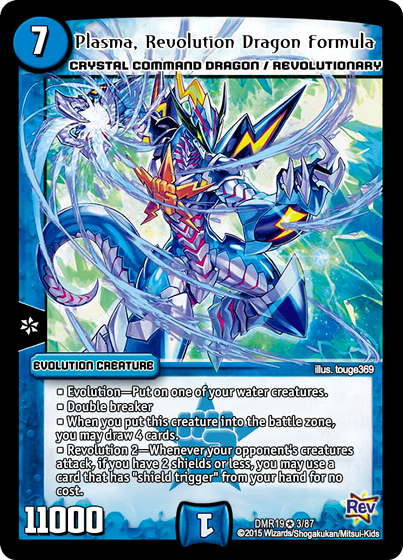 7
Plasma, Revolution Dragon Formula
CRYSTAL COMMAND DRAGON / REVOLUTIONARY
illus. touge369
EVOLUTION CREATURE
▪ Evolution—Put on one of your water creatures.
▪ Double breaker
▪ When you put this creature into the battle zone,
you may draw 4 cards.
▪ Revolution 2—Whenever your opponent's creatures
attack, if you have 2 shields or less, you may use a
card that has "shield trigger" from your hand for no
cost.
Rev
11000
1
DMR19 ✪ 3/87
©2015 Wizards/Shogakukan/Mitsui-Kids